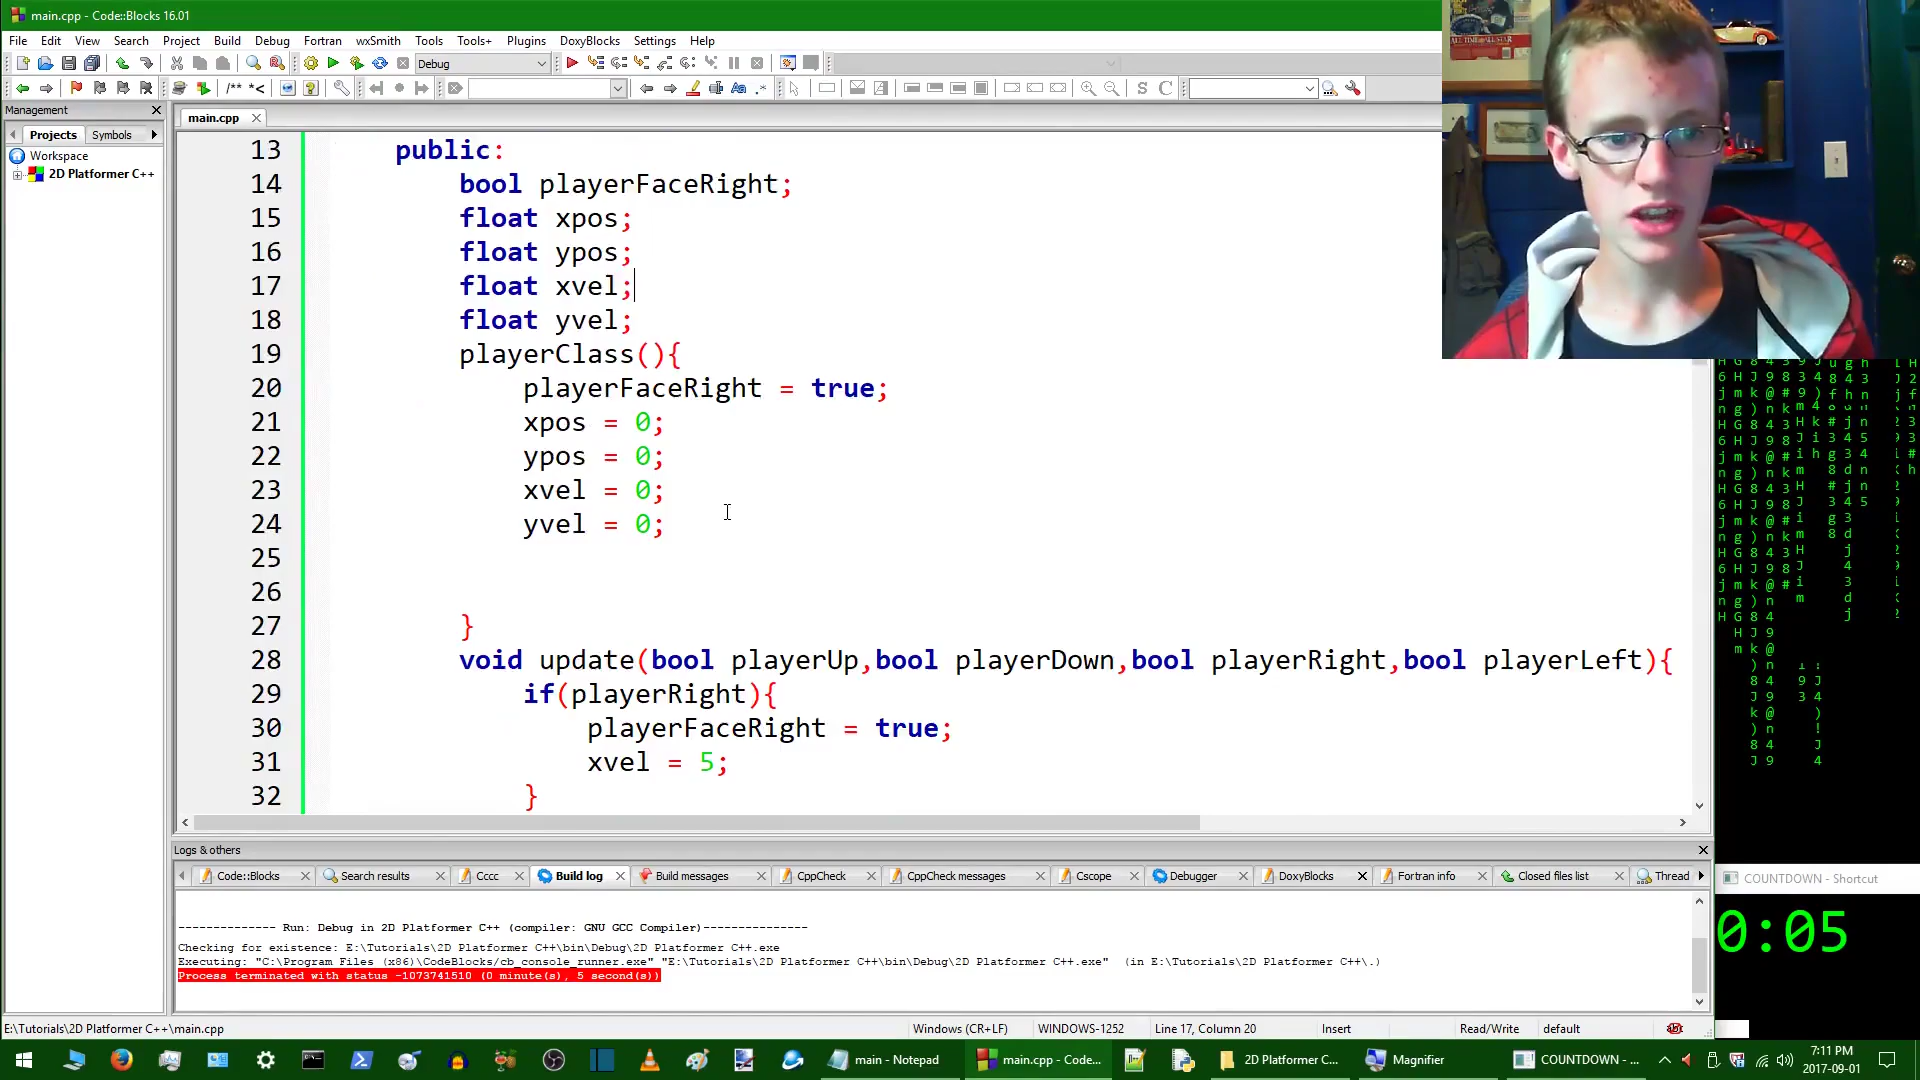 main.cpp - Code::Blocks 16.01
File Edit View Search Project Build Debug Fortran wxSmith Tools Tools+ Plugins DoxyBlocks Settings Help
Debug
/** *<
Management
Projects Symbols
Workspace
2D Platformer C++
main.cpp
13 public:
14 bool playerFaceRight;
15 float xpos;
16 float ypos;
17 float xvel;
18 float yvel;
19 playerClass(){
20 playerFaceRight = true;
21 xpos = 0;
22 ypos = 0;
23 xvel = 0;
24 yvel = 0;
25
26
27 }
28 void update(bool playerUp,bool playerDown,bool playerRight,bool playerLeft){
29 if(playerRight){
30 playerFaceRight = true;
31 xvel = 5;
32 }
Logs & others
Code::Blocks Search results Cccc Build log Build messages CppCheck CppCheck messages Cscope Debugger DoxyBlocks Fortran info Closed files list Thread
-------------- Run: Debug in 2D Platformer C++ (compiler: GNU GCC Compiler)---------------
Checking for existence: E:\Tutorials\2D Platformer C++\bin\Debug\2D Platformer C++.exe
Executing: "C:\Program Files (x86)\CodeBlocks/cb_console_runner.exe" "E:\Tutorials\2D Platformer C++\bin\Debug\2D Platformer C++.exe" (in E:\Tutorials\2D Platformer C++\.)
Process terminated with status -1073741510 (0 minute(s), 5 second(s))
COUNTDOWN - Shortcut
0:05
E:\Tutorials\2D Platformer C++\main.cpp Windows (CR+LF) WINDOWS-1252 Line 17, Column 20 Insert Read/Write default
main - Notepad main.cpp - Code... 2D Platformer C... Magnifier COUNTDOWN - ...
7:11 PM
2017-09-01